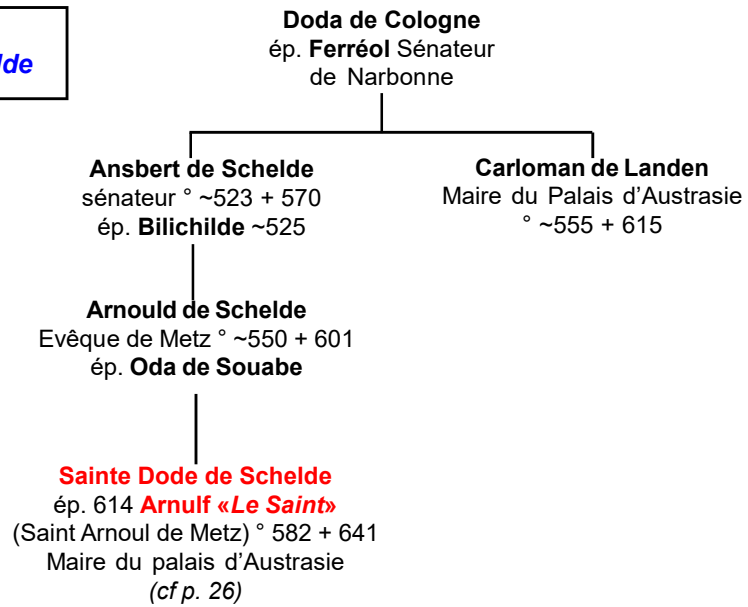 Doda de Cologne
ép. Ferréol Sénateur
de Narbonne
Ansbert de Schelde
sénateur ° ~523 + 570
ép. Bilichilde ~525
Carloman de Landen
Maire du Palais d’Austrasie
° ~555 + 615
Arnould de Schelde
Evêque de Metz ° ~550 + 601
ép. Oda de Souabe
Sainte Dode de Schelde
ép. 614 Arnulf «Le Saint»
(Saint Arnoul de Metz) ° 582 + 641
Maire du palais d’Austrasie
(cf p. 26)